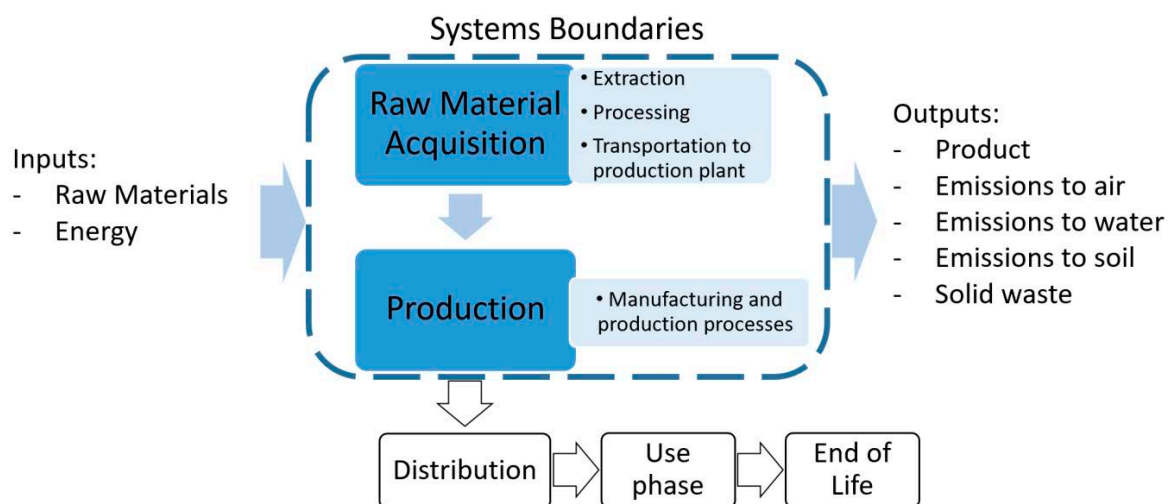 Systems Boundaries
Inputs:
- Raw Materials
- Energy
Raw Material
Acquisition
• Extraction
• Processing
• Transportation to
production plant
Production
• Manufacturing and
production processes
Outputs:
- Product
- Emissions to air
- Emissions to water
- Emissions to soil
- Solid waste
Distribution
Use
phase
End of
Life